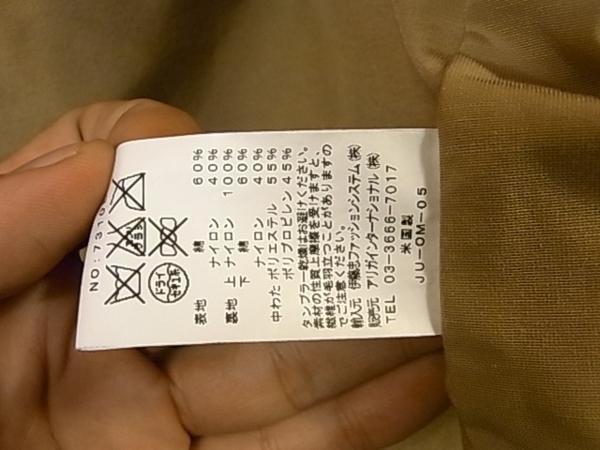 NO:7310
エンソ サラシ
ドライ
セキユ系
表地 綿 60%
ナイロン 40%
裏地 上 ナイロン 100%
下 綿 60%
ナイロン 40%
中わた ポリエステル 55%
ポリプロピレン 45%
タンブラー乾燥はお避けください。
素材の性質上摩擦を受けますと、
繊維が毛羽立つことがありますの
でご注意ください。
輸入元 伊藤忠ファッションシステム(株)
販売元 アリガインターナショナル(株)
TEL 03-3666-7017
米国製
JU-OM-05